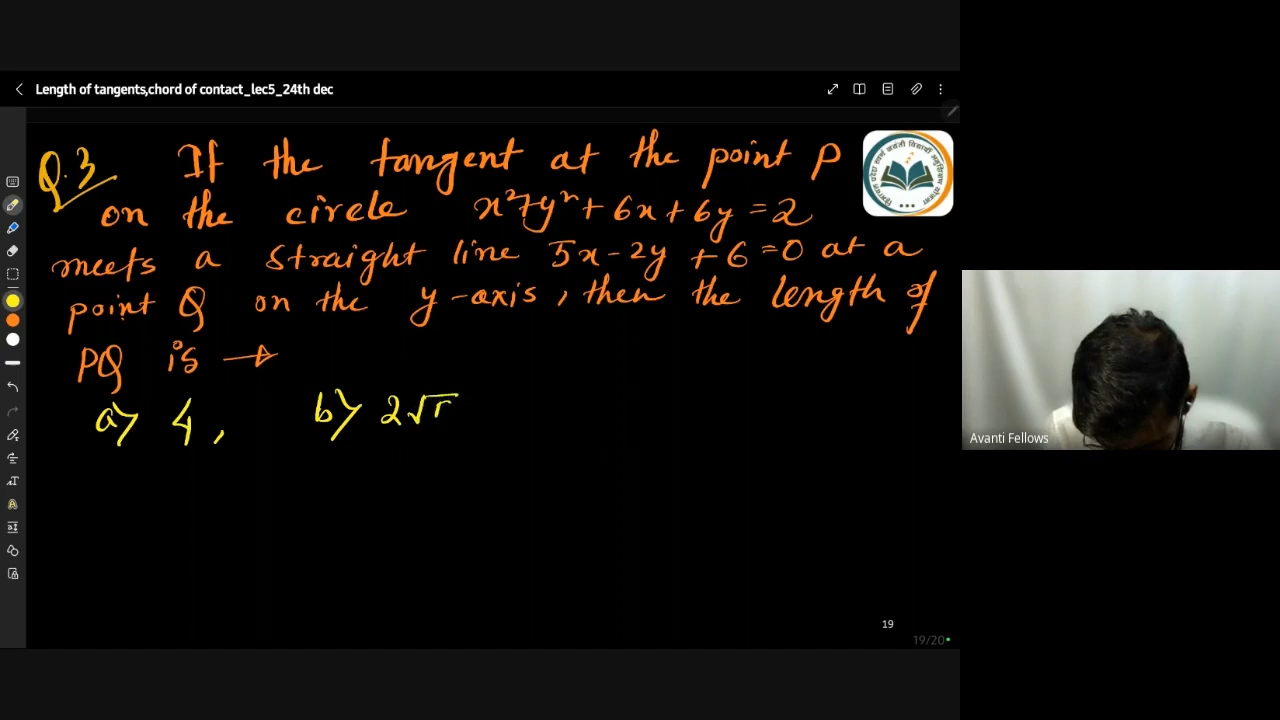 Length of tangents,chord of contact_lec5_24th dec
Q.3 If the tangent at the point P
on the circle x²+y²+6x+6y=2
meets a straight line 5x-2y+6=0 at a
point Q on the y-axis, then the length of
PQ is →
a> 4, b> 2√
19
19/20
Avanti Fellows